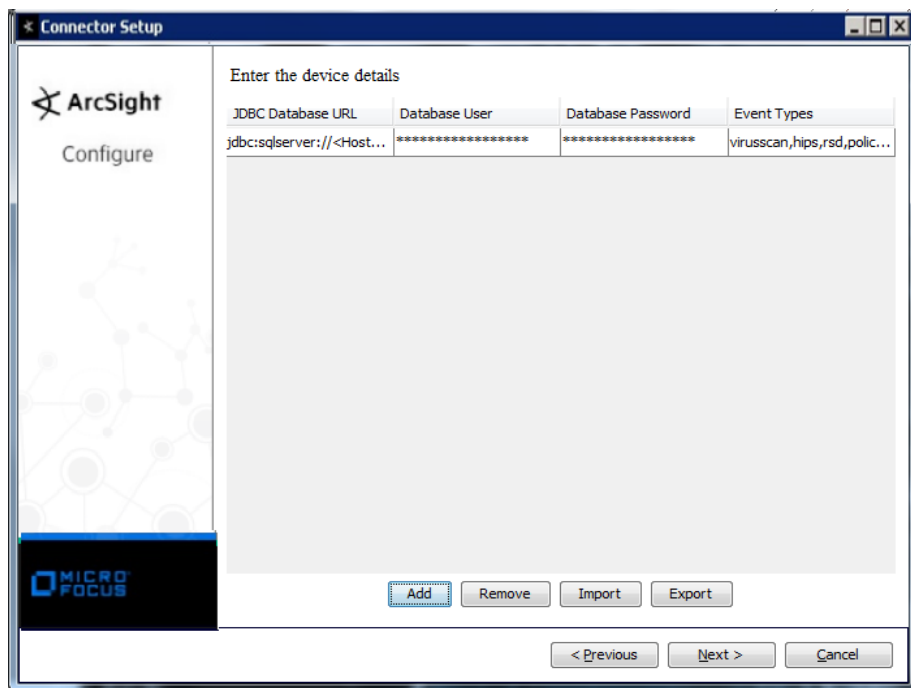 Connector Setup
ArcSight
Configure
Enter the device details
JDBC Database URL Database User Database Password Event Types
jdbc:sqlserver://<Host... ***************** ***************** virusscan,hips,rsd,polic...
MICRO
FOCUS
Add Remove Import Export
< Previous Next > Cancel